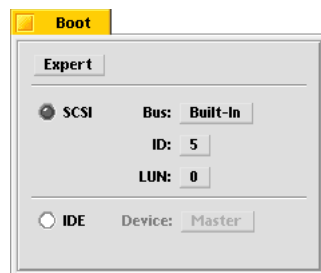 Boot
Expert
SCSI Bus: Built-In
ID: 5
LUN: 0
IDE Device: Master